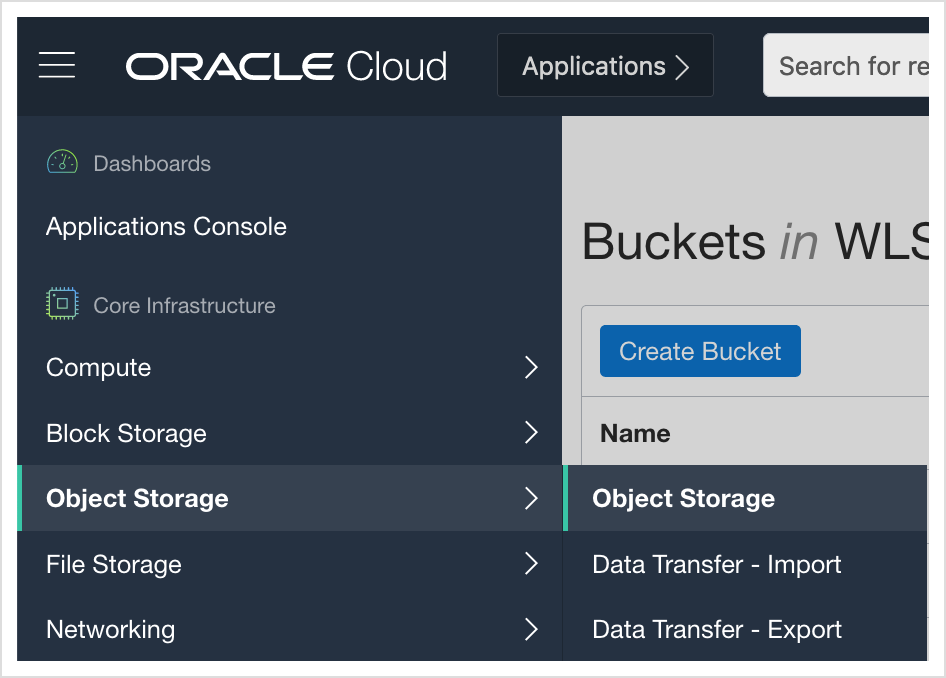 ORACLE Cloud
Applications
Search for re
Dashboards
Applications Console
Core Infrastructure
Compute
Block Storage
Object Storage
File Storage
Networking
Buckets in WLS
Create Bucket
Name
Object Storage
Data Transfer - Import
Data Transfer - Export